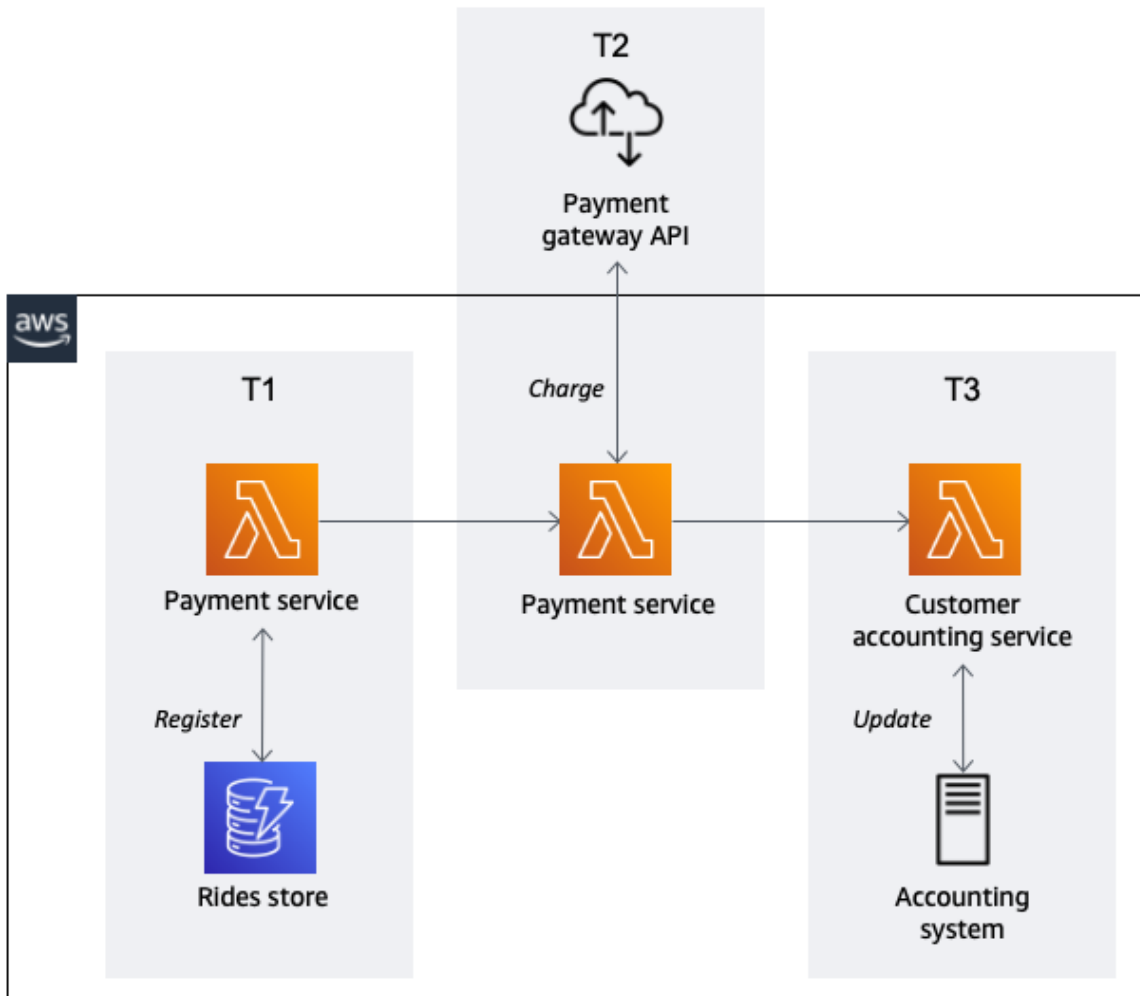 T2
Payment
gateway API
aws
Charge
T1
T3
Payment service
Payment service
Customer
accounting service
Register
Update
Rides store
Accounting
system